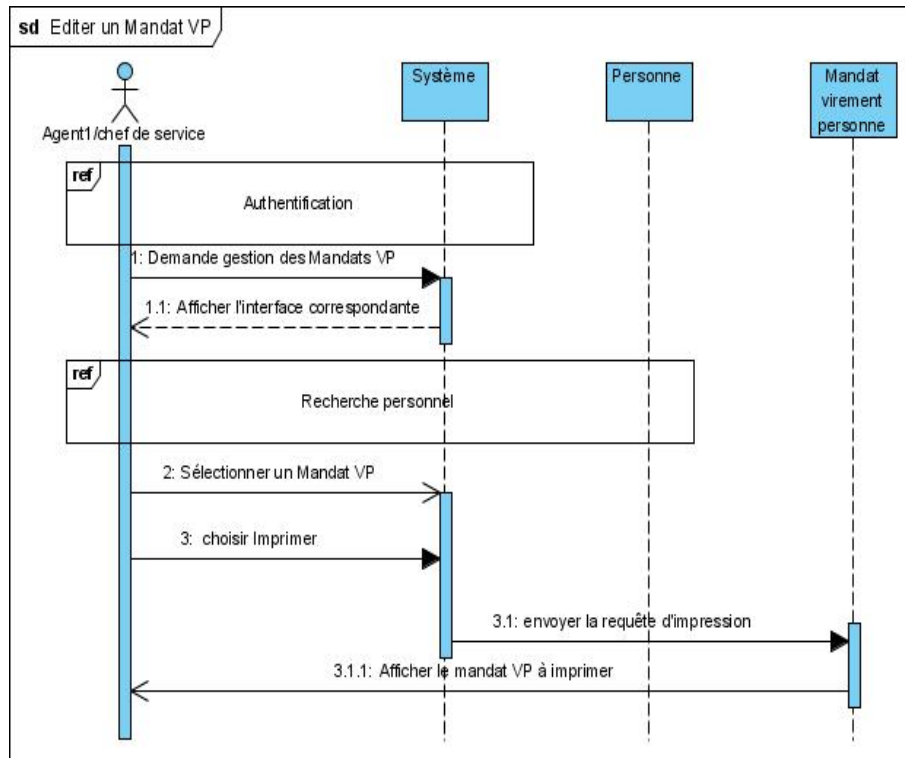 sd Editer un Mandat VP
Système
Personne
Mandat
virement
personne
Agent1/chef de service
ref
Authentification
1: Demande gestion des Mandats VP
1.1: Afficher l'interface correspondante
ref
Recherche personnel
2: Sélectionner un Mandat VP
3: choisir Imprimer
3.1: envoyer la requête d'impression
3.1.1: Afficher le mandat VP à imprimer